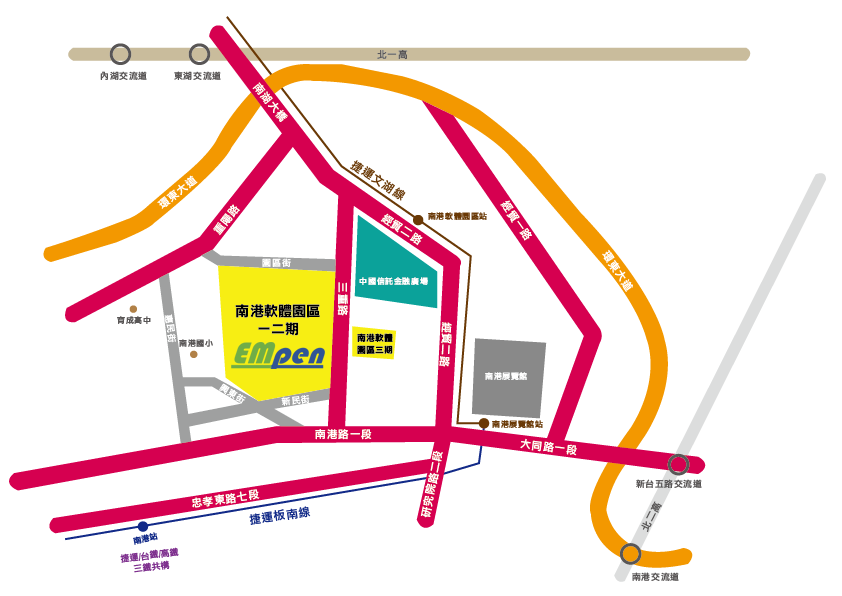 北一高
內湖交流道
東湖交流道
南湖大橋
捷運文湖線
環東大道
重陽路
南港軟體園區站
經貿二路
經貿一路
園區街
中國信託金融廣場
環東大道
三重路
南港軟體園區
一二期
EMpen
育成高中
惠民街
南港國小
南港軟體
園區三期
經貿二路
南港展覽館
興東街
新民街
南港展覽館站
南港路一段
大同路一段
新台五路交流道
研究院路二段
忠孝東路七段
捷運板南線
北二高
南港站
捷運/台鐵/高鐵
三鐵共構
南港交流道